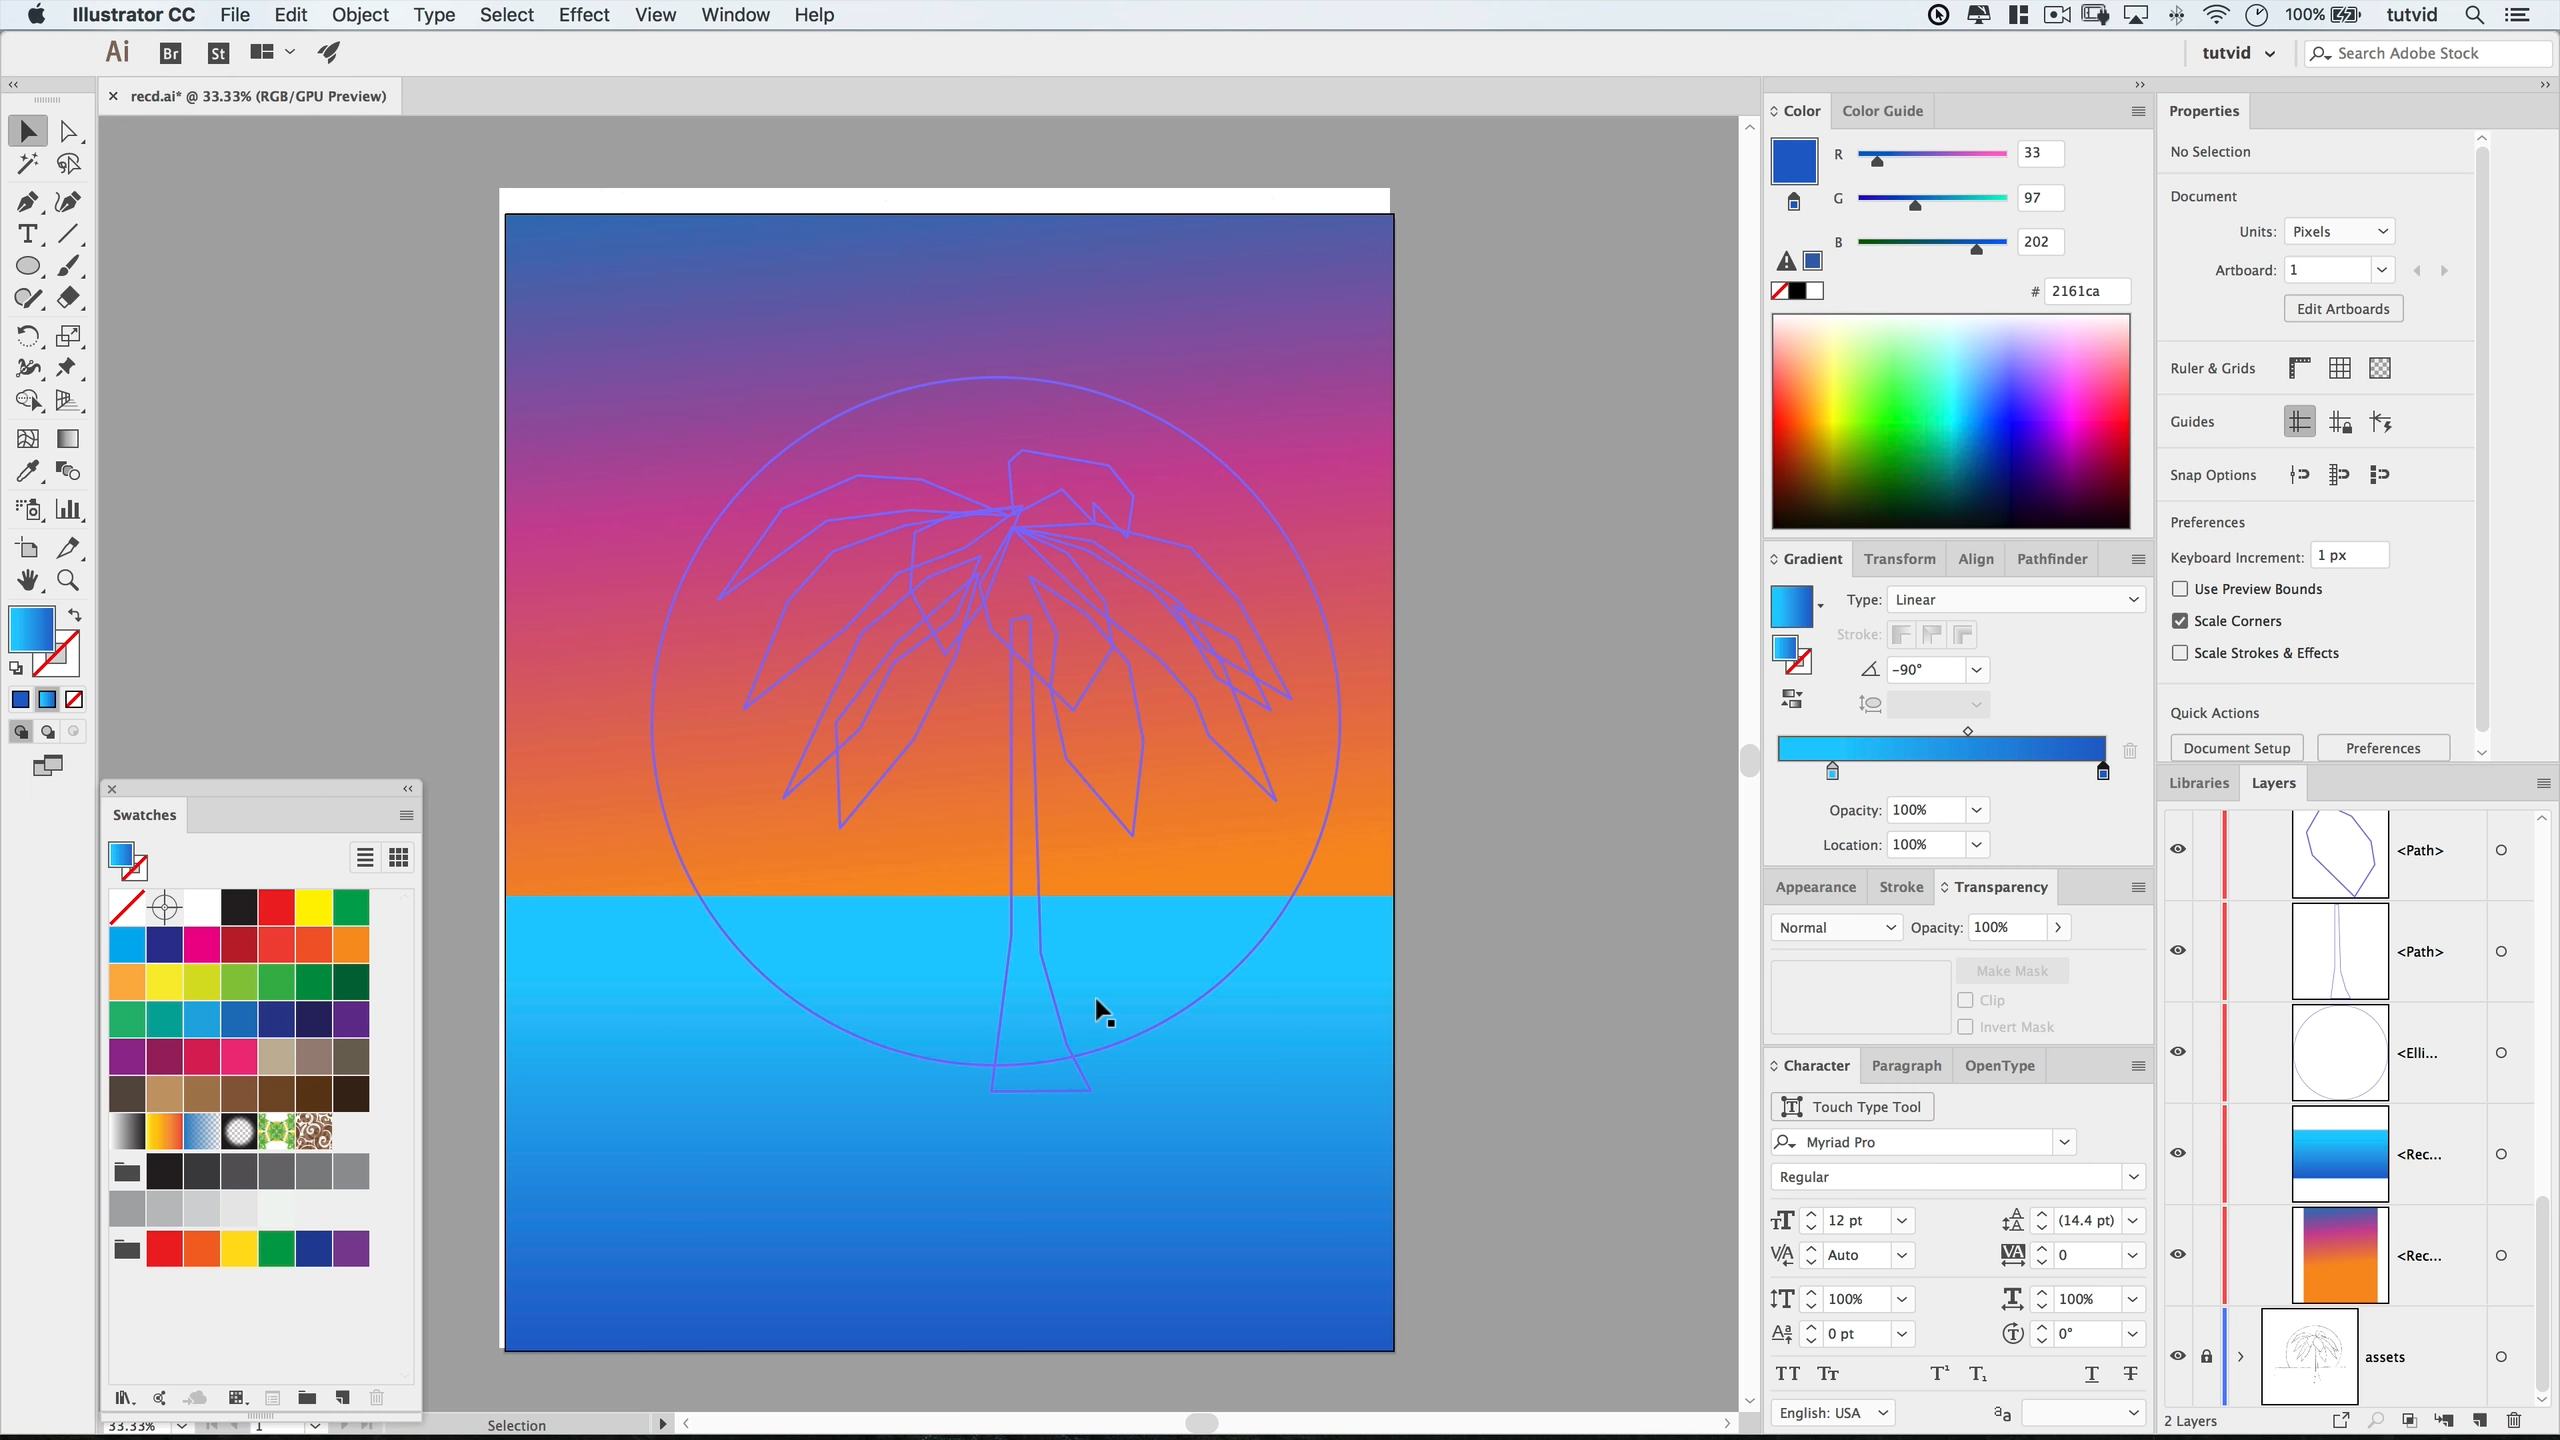 Illustrator CC File Edit Object Type Select Effect View Window Help 100% tutvid
Ai Br St tutvid Search Adobe Stock
recd.ai* @ 33.33% (RGB/GPU Preview)
Color Color Guide
R 33
G 97
B 202
# 2161ca
Gradient Transform Align Pathfinder
Type: Linear
Stroke:
-90°
Opacity: 100%
Location: 100%
Appearance Stroke Transparency
Normal Opacity: 100%
Make Mask
Clip
Invert Mask
Character Paragraph OpenType
Touch Type Tool
Myriad Pro
Regular
12 pt (14.4 pt)
Auto 0
100% 100%
0 pt 0°
English: USA
Properties
No Selection
Document
Units: Pixels
Artboard: 1
Edit Artboards
Ruler & Grids
Guides
Snap Options
Preferences
Keyboard Increment: 1 px
Use Preview Bounds
Scale Corners
Scale Strokes & Effects
Quick Actions
Document Setup Preferences
Libraries Layers
<Path>
<Path>
<Elli...
<Rec...
<Rec...
assets
2 Layers
Swatches
33.33% 1 Selection